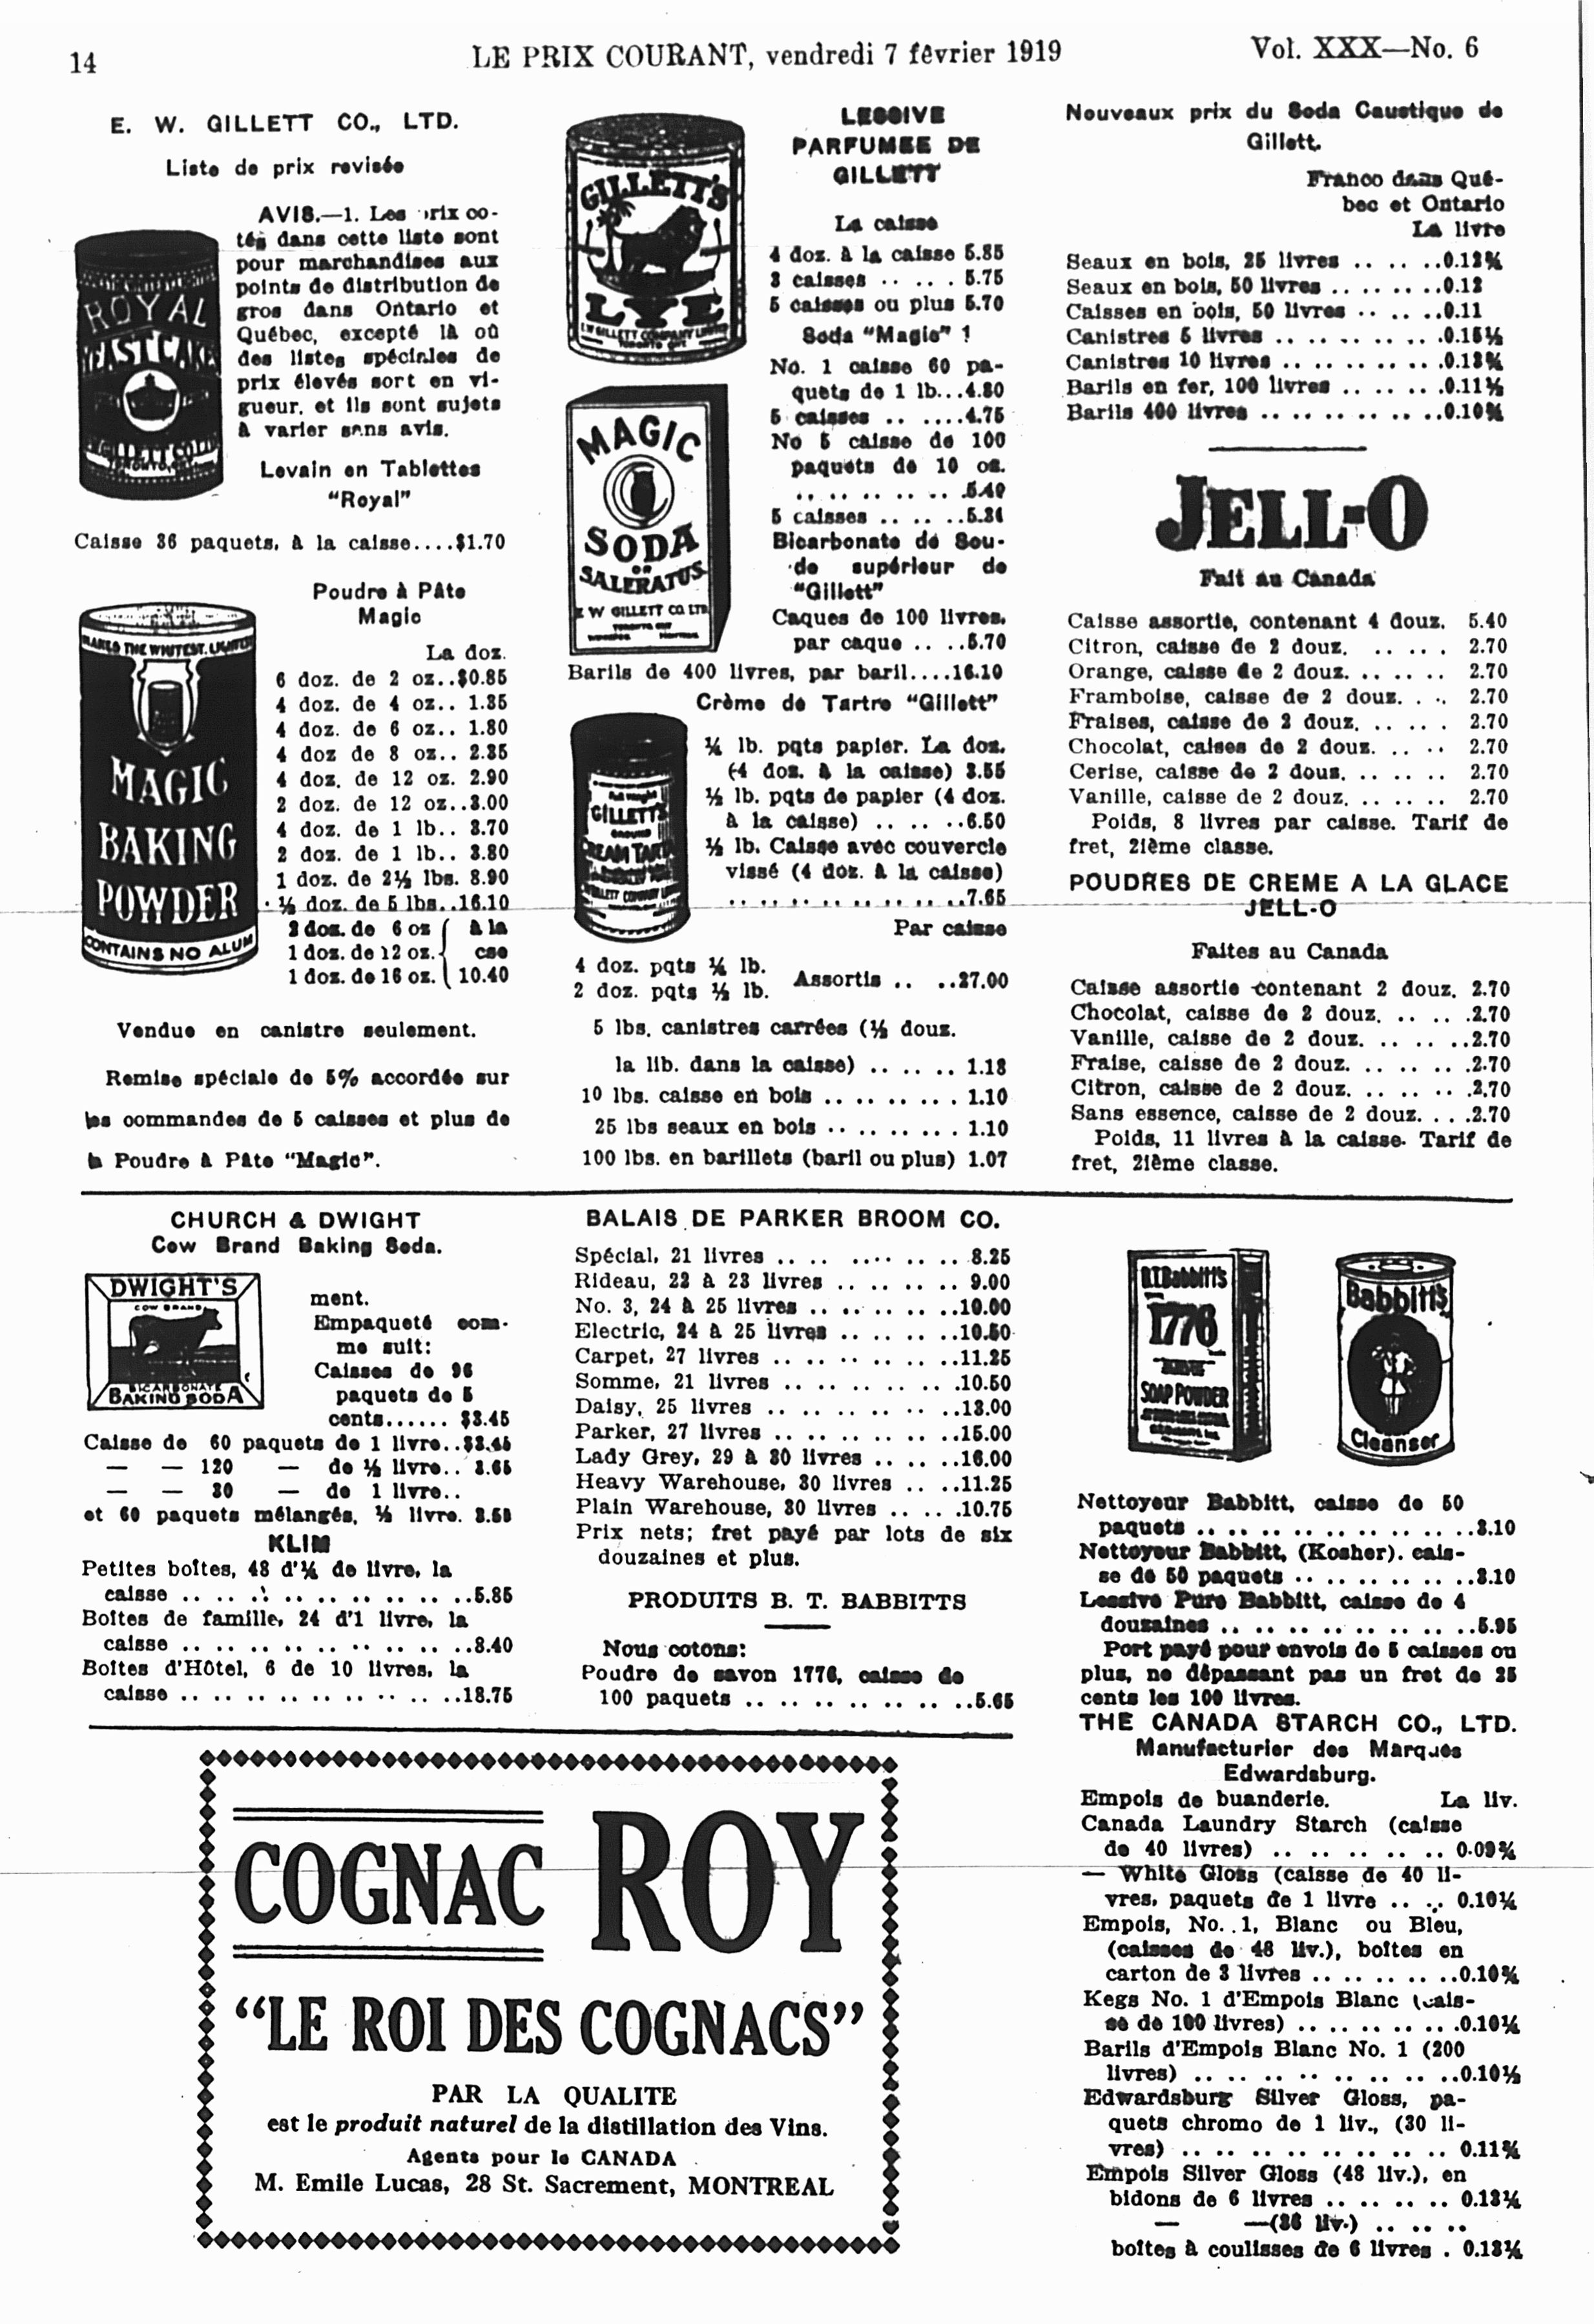 14
LE PRIX COURANT, vendredi 7 février 1919
Vol. XXX—No. 6
E. W. GILLETT CO., LTD.
Liste de prix revisée
AVIS.—1. Les prix co-
tés dans cette liste sont
pour marchandises aux
points de distribution de
gros dans Ontario et
Québec, excepté là où
des listes spéciales de
prix élevés sort en vi-
gueur, et ils sont sujets
à varier sans avis.
ROYAL
YEAST CAKES
Levain en Tablettes
"Royal"
Caisse 36 paquets, à la caisse....$1.70
Poudre à Pâte
Magic
MAKES THE WHITEST, LIGHTEST
MAGIC
BAKING
POWDER
CONTAINS NO ALUM
La doz.
6 doz. de 2 oz..$0.85
4 doz. de 4 oz.. 1.35
4 doz. de 6 oz.. 1.80
4 doz de 8 oz.. 2.35
4 doz. de 12 oz. 2.90
2 doz. de 12 oz..3.00
4 doz. de 1 lb.. 3.70
2 doz. de 1 lb.. 3.80
1 doz. de 2½ lbs. 8.90
½ doz. de 5 lbs..16.10
2 doz. de 6 oz à la
1 doz. de 12 oz. cse
1 doz. de 16 oz. 10.40
Vendue en canistre seulement.
Remise spéciale de 5% accordée sur
les commandes de 5 caisses et plus de
la Poudre à Pâte "Magic".
GILLETT'S
LYE
LESSIVE
PARFUMEE DE
GILLETT
La caisse
4 doz. à la caisse 5.85
3 caisses .. .. . 5.75
5 caisses ou plus 5.70
Soda "Magic" !
No. 1 caisse 60 pa-
quets de 1 lb...4.80
5 caisses .. ....4.75
No 5 caisse de 100
paquets de 10 oz.
.. .. .. .. .. .. .5.40
5 caisses .. .. ..
Bicarbonate de Sou-
de supérieur de
"Gillett"
Caques de 100 livres,
par caque .. ..5.70
MAGIC
SODA
OR
SALERATUS
E W GILLETT CO. LTD.
Barils de 400 livres, par baril....16.10
Crème de Tartre "Gillett"
¼ lb. pqts papier. La doz.
(4 doz. à la caisse) 3.55
½ lb. pqts de papier (4 doz.
à la caisse) .. .. ..6.50
½ lb. Caisse avec couvercle
vissé (4 doz. à la caisse)
.. .. .. .. .. .. .. .. ..7.65
GILLETT'S
CREAM TARTAR
Par caisse
4 doz. pqts ¼ lb.
2 doz. pqts ½ lb. Assortis .. ..27.00
5 lbs. canistres carrées (½ douz.
la lib. dans la caisse) .. .. .. 1.18
10 lbs. caisse en bois .. .. .. .. . 1.10
25 lbs seaux en bois .. .. .. .. . 1.10
100 lbs. en barillets (baril ou plus) 1.07
Nouveaux prix du Soda Caustique de
Gillett.
Franco dans Qué-
bec et Ontario
La livre
Seaux en bois, 25 livres .. .. ..0.12¾
Seaux en bois, 50 livres .. .. .. ..0.12
Caisses en bois, 50 livres .. .. ..0.11
Canistres 5 livres .. .. .. .. .. .0.15½
Canistres 10 livres .. .. .. .. .. .0.13¾
Barils en fer, 100 livres .. .. .. .0.11½
Barils 400 livres .. .. .. .. .. ..0.10¾
JELL-O
Fait au Canada
Caisse assortie, contenant 4 douz. 5.40
Citron, caisse de 2 douz. .. .. .. 2.70
Orange, caisse de 2 douz. .. .. .. 2.70
Framboise, caisse de 2 douz. . .. 2.70
Fraises, caisse de 2 douz. .. .. . 2.70
Chocolat, caises de 2 douz. .. .. 2.70
Cerise, caisse de 2 douz. .. .. .. 2.70
Vanille, caisse de 2 douz. .. .. .. 2.70
Poids, 8 livres par caisse. Tarif de
fret, 2ième classe.
POUDRES DE CREME A LA GLACE
JELL-O
Faites au Canada
Caisse assortie contenant 2 douz. 2.70
Chocolat, caisse de 2 douz. .. .. .2.70
Vanille, caisse de 2 douz. .. .. ..2.70
Fraise, caisse de 2 douz. .. .. .. .2.70
Citron, caisse de 2 douz. .. .. .. .2.70
Sans essence, caisse de 2 douz. . . .2.70
Poids, 11 livres à la caisse. Tarif de
fret, 2ième classe.
CHURCH & DWIGHT
Cow Brand Baking Soda.
DWIGHT'S
COW BRAND
BICARBONATE
BAKING SODA
ment.
Empaqueté com-
me suit:
Caisses de 96
paquets de 5
cents...... $3.45
Caisse de 60 paquets de 1 livre..$3.45
— — 120 — de ½ livre.. 3.65
— — 30 — de 1 livre..
et 60 paquets mélangés, ½ livre. 3.55
KLIM
Petites boîtes, 48 d'¼ de livre, la
caisse .. .. .. .. .. .. .. .. ..5.85
Boîtes de famille, 24 d'1 livre, la
caisse .. .. .. .. .. .. .. .. ..8.40
Boîtes d'Hôtel, 6 de 10 livres, la
caisse .. .. .. .. .. .. .. .. ..18.75
BALAIS DE PARKER BROOM CO.
Spécial, 21 livres .. .. .. .. .. .. 8.25
Rideau, 22 à 23 livres .. .. .. .. 9.00
No. 3, 24 à 25 livres .. .. .. .. ..10.00
Electric, 24 à 25 livres .. .. .. ..10.50
Carpet, 27 livres .. .. .. .. .. ..11.25
Somme, 21 livres .. .. .. .. .. .10.50
Daisy, 25 livres .. .. .. .. .. ..13.00
Parker, 27 livres .. .. .. .. .. ..15.00
Lady Grey, 29 à 30 livres .. .. ..16.00
Heavy Warehouse, 30 livres .. ..11.25
Plain Warehouse, 30 livres .. .. .10.75
Prix nets; fret payé par lots de six
douzaines et plus.
PRODUITS B. T. BABBITTS
Nous cotons:
Poudre de savon 1776, caisse de
100 paquets .. .. .. .. .. .. ..5.65
B.T. Babbitt's
1776
SOAP POWDER
Babbitt's
Cleanser
Nettoyeur Babbitt, caisse de 50
paquets .. .. .. .. .. .. .. .. ..3.10
Nettoyeur Babbitt, (Kosher). cais-
se de 50 paquets .. .. .. .. .. ..3.10
Lessive Pure Babbitt, caisse de 4
douzaines .. .. .. .. .. .. .. ..5.95
Port payé pour envois de 5 caisses ou
plus, ne dépassant pas un fret de 25
cents les 100 livres.
THE CANADA STARCH CO., LTD.
Manufacturier des Marques
Edwardsburg.
Empois de buanderie. La liv.
Canada Laundry Starch (caisse
de 40 livres) .. .. .. .. .. .. 0.09¾
— White Gloss (caisse de 40 li-
vres, paquets de 1 livre .. .. . 0.10¼
Empois, No. 1, Blanc ou Bleu,
(caisses de 48 liv.), boîtes en
carton de 3 livres .. .. .. .. ..0.10¾
Kegs No. 1 d'Empois Blanc (cais-
se de 100 livres) .. .. .. .. .. .0.10¼
Barils d'Empois Blanc No. 1 (200
livres) .. .. .. .. .. .. .. .. ..0.10½
Edwardsburg Silver Gloss, pa-
quets chromo de 1 liv., (30 li-
vres) .. .. .. .. .. .. .. .. .. 0.11¾
Empois Silver Gloss (48 liv.), en
bidons de 6 livres .. .. .. .. 0.13¼
— —(36 liv.) .. .. ..
boîtes à coulisses de 6 livres . 0.13¼
COGNAC ROY
"LE ROI DES COGNACS"
PAR LA QUALITE
est le produit naturel de la distillation des Vins.
Agents pour le CANADA
M. Emile Lucas, 28 St. Sacrement, MONTREAL